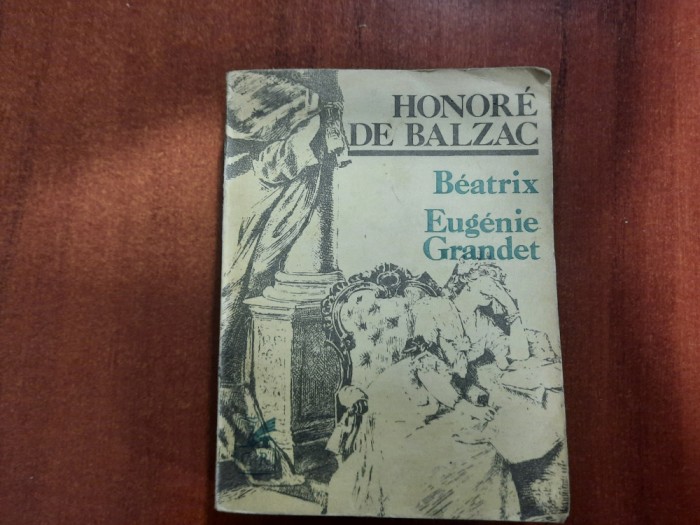 HONORÉ
DE BALZAC
Béatrix
Eugénie
Grandet